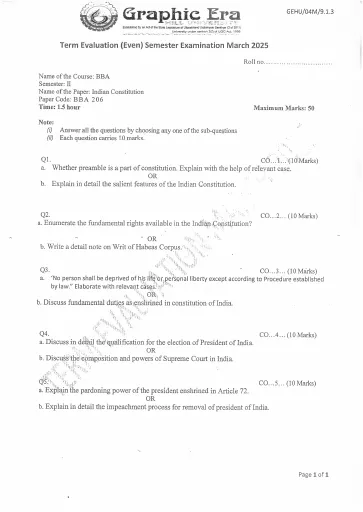 GEHU/04M/9.1.3
Graphic Era
HILL UNIVERSITY
Term Evaluation (Even) Semester Examination March 2025
Roll no..............................
Name of the Course: BBA
Semester: II
Name of the Paper: Indian Constitution
Paper Code: BBA 206
Time: 1.5 hour Maximum Marks: 50
Note:
(i) Answer all the questions by choosing any one of the sub-questions
(ii) Each question carries 10 marks.
Q1. CO...1... (10 Marks)
a. Whether preamble is a part of constitution. Explain with the help of relevant case.
OR
b. Explain in detail the salient features of the Indian Constitution.
Q2. CO...2... (10 Marks)
a. Enumerate the fundamental rights available in the Indian Constitution?
OR
b. Write a detail note on Writ of Habeas Corpus.
Q3. CO...3... (10 Marks)
a. 'No person shall be deprived of his life or personal liberty except according to Procedure established
by law." Elaborate with relevant cases.
OR
b. Discuss fundamental duties as enshrined in constitution of India.
Q4. CO...4... (10 Marks)
a. Discuss in detail the qualification for the election of President of India.
OR
b. Discuss the composition and powers of Supreme Court in India.
Q5. CO...5... (10 Marks)
a. Explain the pardoning power of the president enshrined in Article 72.
OR
b. Explain in detail the impeachment process for removal of president of India.
TERM EVALUATION
Page 1 of 1